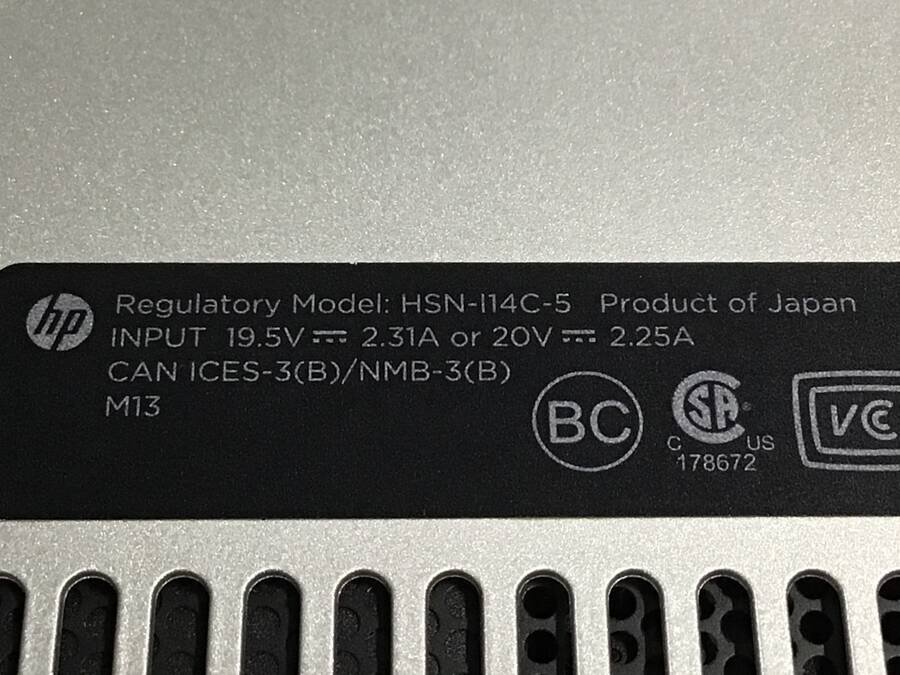 hp Regulatory Model: HSN-I14C-5 Product of Japan
INPUT 19.5V⎓ 2.31A or 20V⎓ 2.25A
CAN ICES-3(B)/NMB-3(B)
M13
BC
SA®
C US
178672
VC